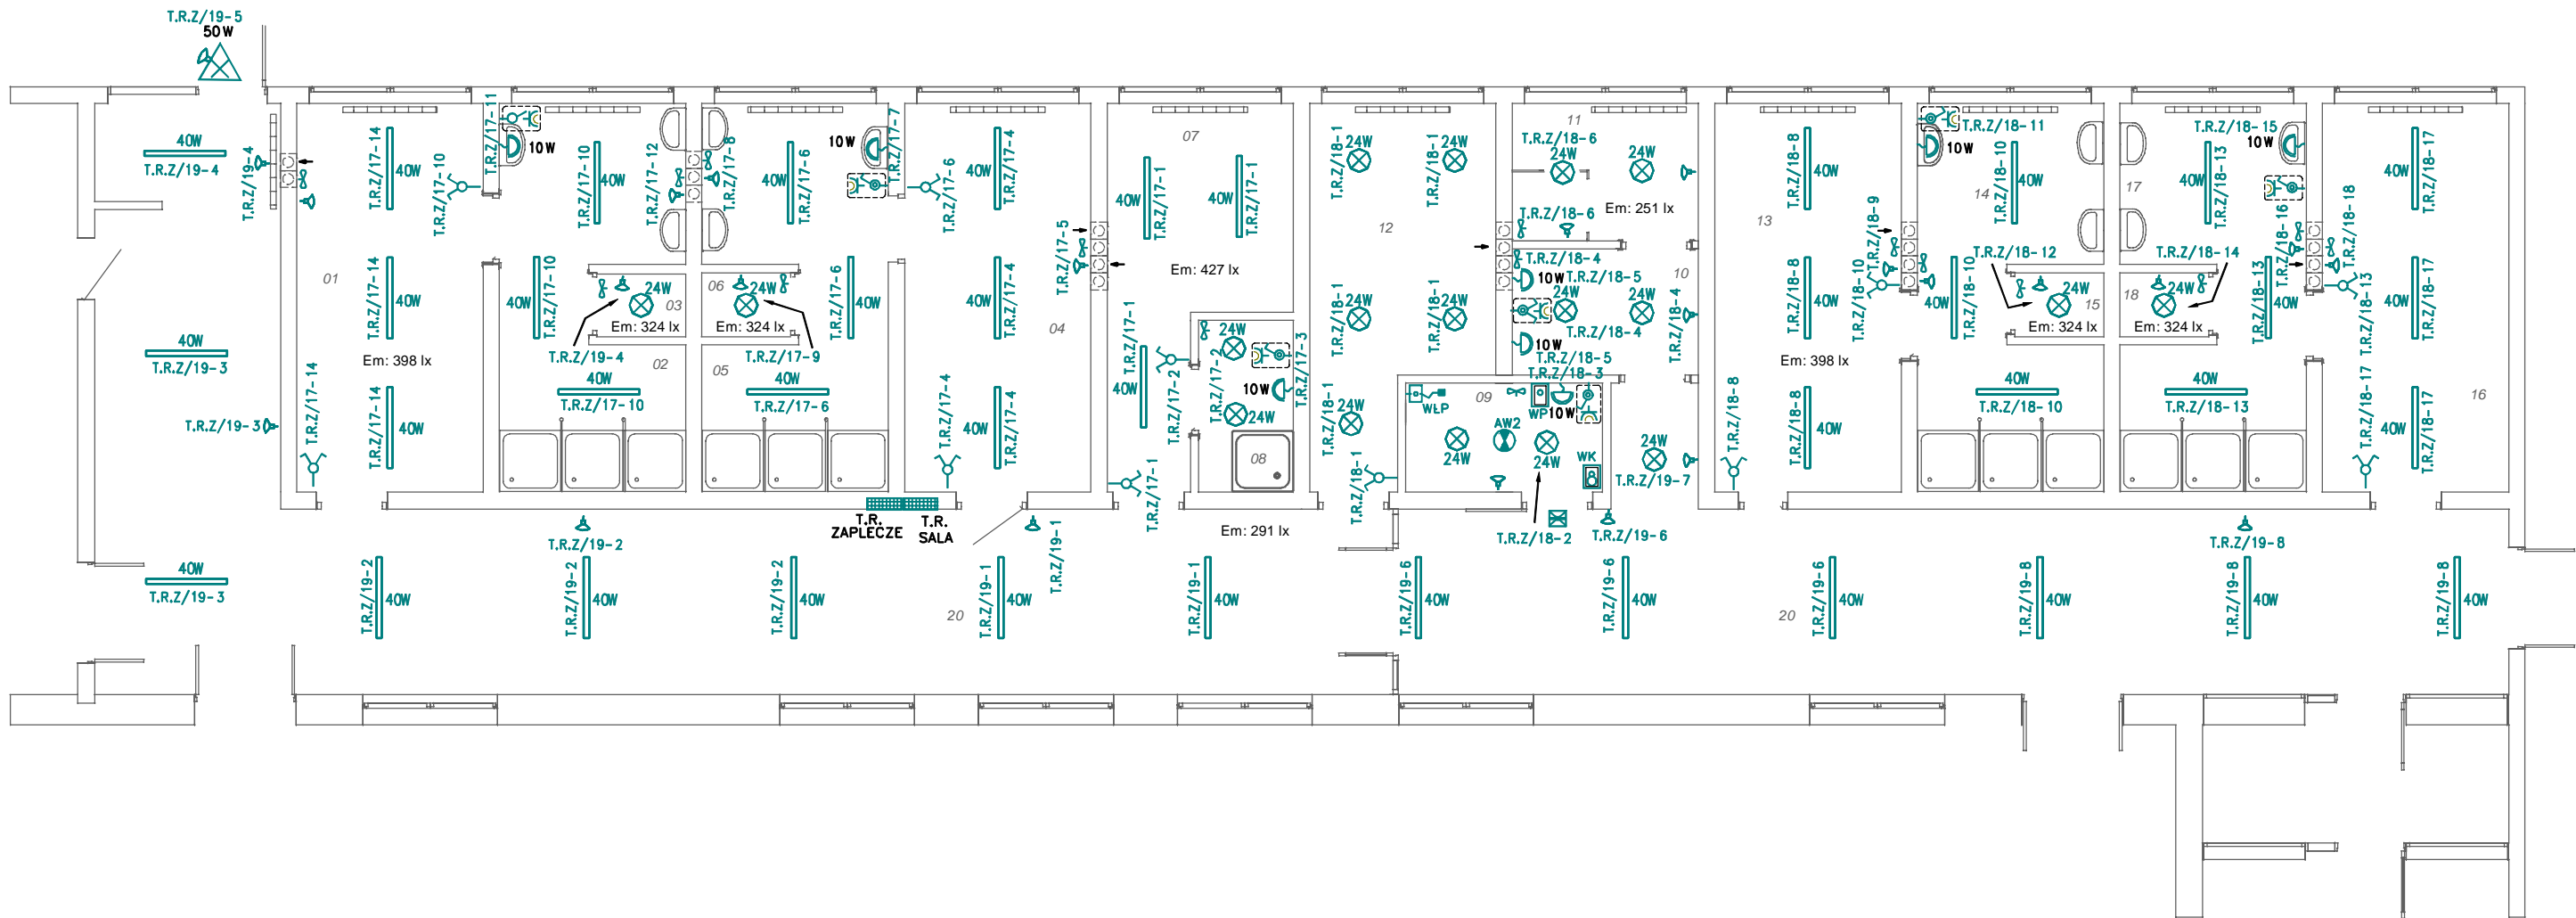 T.R.Z/19-5
50W
40W
T.R.Z/19-4
T.R.Z/19-4
40W
T.R.Z/19-3
T.R.Z/19-3
40W
T.R.Z/19-3
01
T.R.Z/17-14
40W
T.R.Z/17-14
40W
Em: 398 lx
T.R.Z/17-14
40W
T.R.Z/17-14
T.R.Z/17-10
T.R.Z/17-11
10W
T.R.Z/17-10
40W
T.R.Z/17-12
40W
T.R.Z/17-10
24W
03
Em: 324 lx
T.R.Z/19-4
02
40W
T.R.Z/17-10
T.R.Z/17-8
40W
T.R.Z/17-6
10W
T.R.Z/17-7
06
24W
Em: 324 lx
T.R.Z/17-9
40W
T.R.Z/17-6
05
40W
T.R.Z/17-6
T.R.Z/17-6
40W
T.R.Z/17-4
40W
T.R.Z/17-4
04
40W
T.R.Z/17-4
T.R.Z/17-4
T.R.Z/17-5
07
40W
T.R.Z/17-1
40W
T.R.Z/17-1
Em: 427 lx
T.R.Z/17-1
40W
T.R.Z/17-2
T.R.Z/17-1
24W
T.R.Z/17-2
T.R.Z/17-3
10W
24W
08
T.R.
ZAPLECZE
T.R.
SALA
T.R.Z/18-1
24W
T.R.Z/18-1
24W
12
T.R.Z/18-1
24W
T.R.Z/18-1
24W
T.R.Z/18-1
24W
T.R.Z/18-1
11
T.R.Z/18-6
24W
24W
Em: 251 lx
T.R.Z/18-6
T.R.Z/18-4
10W
T.R.Z/18-5
10
24W
24W
T.R.Z/18-4
T.R.Z/18-4
10W
T.R.Z/18-5
T.R.Z/18-3
09
WŁP
WP
10W
AW2
24W
24W
WK
24W
T.R.Z/19-7
T.R.Z/18-2
T.R.Z/19-6
13
T.R.Z/18-8
40W
T.R.Z/18-8
40W
Em: 398 lx
T.R.Z/18-8
40W
T.R.Z/18-8
T.R.Z/18-9
T.R.Z/18-10
T.R.Z/18-11
10W
14
T.R.Z/18-10
40W
T.R.Z/18-12
40W
T.R.Z/18-10
24W
15
Em: 324 lx
40W
T.R.Z/18-10
T.R.Z/18-15
10W
17
40W
T.R.Z/18-13
T.R.Z/18-14
18
24W
Em: 324 lx
T.R.Z/18-13
40W
T.R.Z/18-16
40W
T.R.Z/18-13
T.R.Z/18-18
T.R.Z/18-13
T.R.Z/18-17
40W
T.R.Z/18-17
40W
T.R.Z/18-17
16
40W
T.R.Z/18-17
T.R.Z/19-2
T.R.Z/19-1
Em: 291 lx
T.R.Z/19-8
T.R.Z/19-2
40W
T.R.Z/19-2
40W
T.R.Z/19-2
40W
20
T.R.Z/19-1
40W
T.R.Z/19-1
40W
T.R.Z/19-6
40W
T.R.Z/19-6
40W
20
T.R.Z/19-6
40W
T.R.Z/19-8
40W
T.R.Z/19-8
40W
T.R.Z/19-8
40W